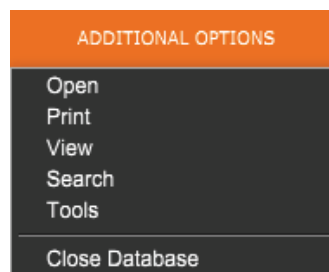 ADDITIONAL OPTIONS
Open
Print
View
Search
Tools
Close Database